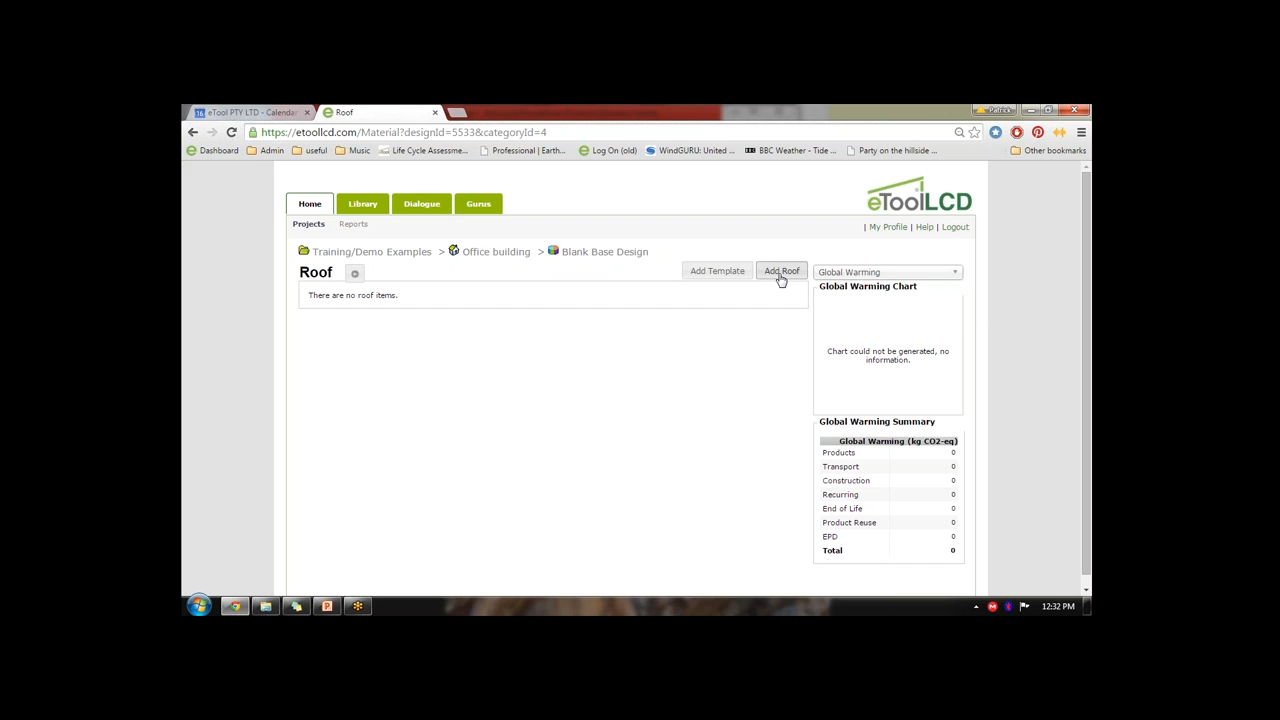 eTool PTY LTD - Calenda
Roof
Patrick
https://etoollcd.com/Material?designId=5533&categoryId=4
Dashboard
Admin
useful
Music
Life Cycle Assessme...
Professional | Earth...
Log On (old)
WindGURU: United ...
BBC Weather - Tide ...
Party on the hillside ...
Other bookmarks
Home
Library
Dialogue
Gurus
eToolLCD
Projects
Reports
| My Profile | Help | Logout
Training/Demo Examples > Office building > Blank Base Design
Roof
Add Template
Add Roof
Global Warming
Global Warming Chart
There are no roof items.
Chart could not be generated, no
information.
Global Warming Summary
Global Warming (kg CO2-eq)
Products 0
Transport 0
Construction 0
Recurring 0
End of Life 0
Product Reuse 0
EPD 0
Total 0
12:32 PM